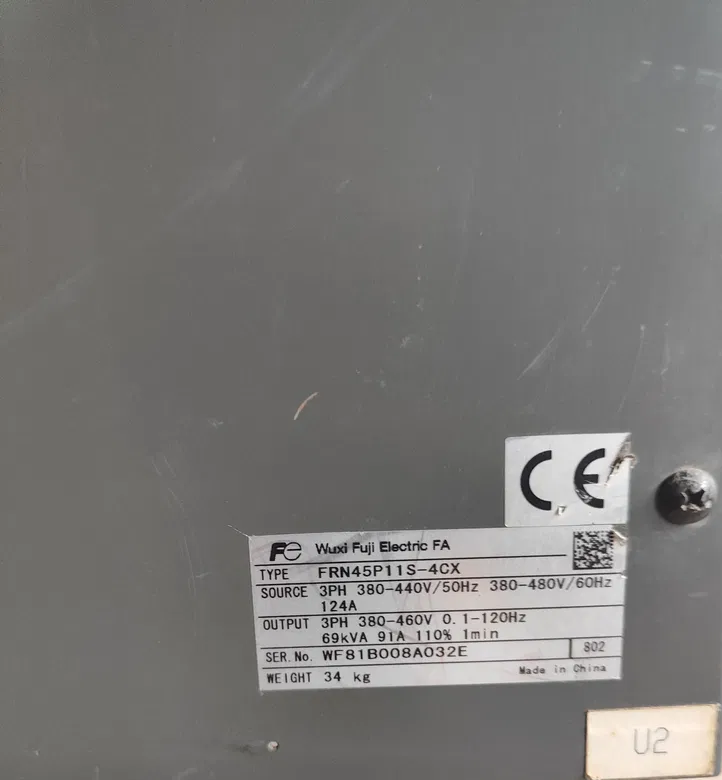 CE
Fe Wuxi Fuji Electric FA
TYPE FRN45P11S-4CX
SOURCE 3PH 380-440V/50Hz 380-480V/60Hz
124A
OUTPUT 3PH 380-460V 0.1-120Hz
69kVA 91A 110% 1min
SER.No. WF81B008A032E 802
WEIGHT 34 kg Made in China
U2